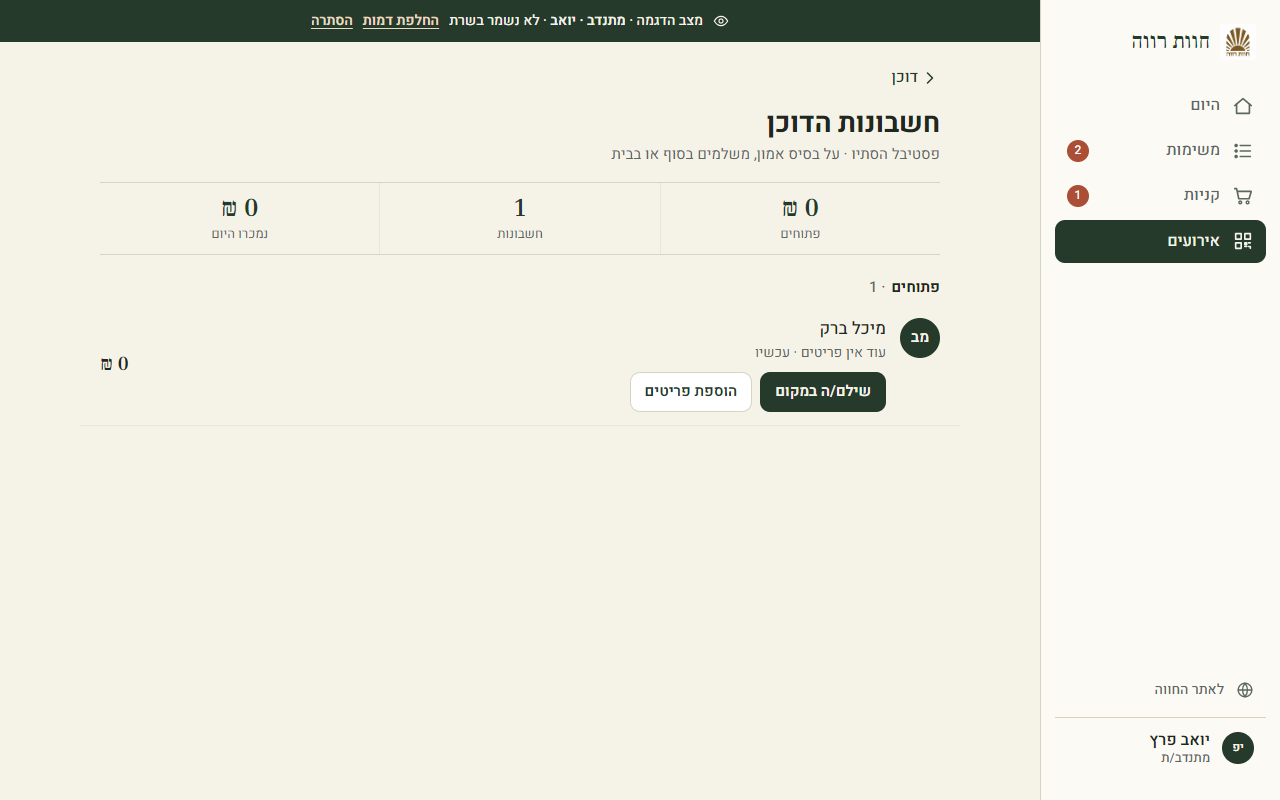 מצב הדגמה · מתנדב · יואב · לא נשמר בשרת החלפת דמות הסתרה
חוות רווה
היום
משימות 2
קניות 1
אירועים
לאתר החווה
יפ
יואב פרץ
מתנדב/ת
דוכן
חשבונות הדוכן
פסטיבל הסתיו · על בסיס אמון, משלמים בסוף או בבית
0 ₪
פתוחים
1
חשבונות
0 ₪
נמכרו היום
פתוחים · 1
מב
מיכל ברק
עוד אין פריטים · עכשיו
שילם/ה במקום
הוספת פריטים
0 ₪